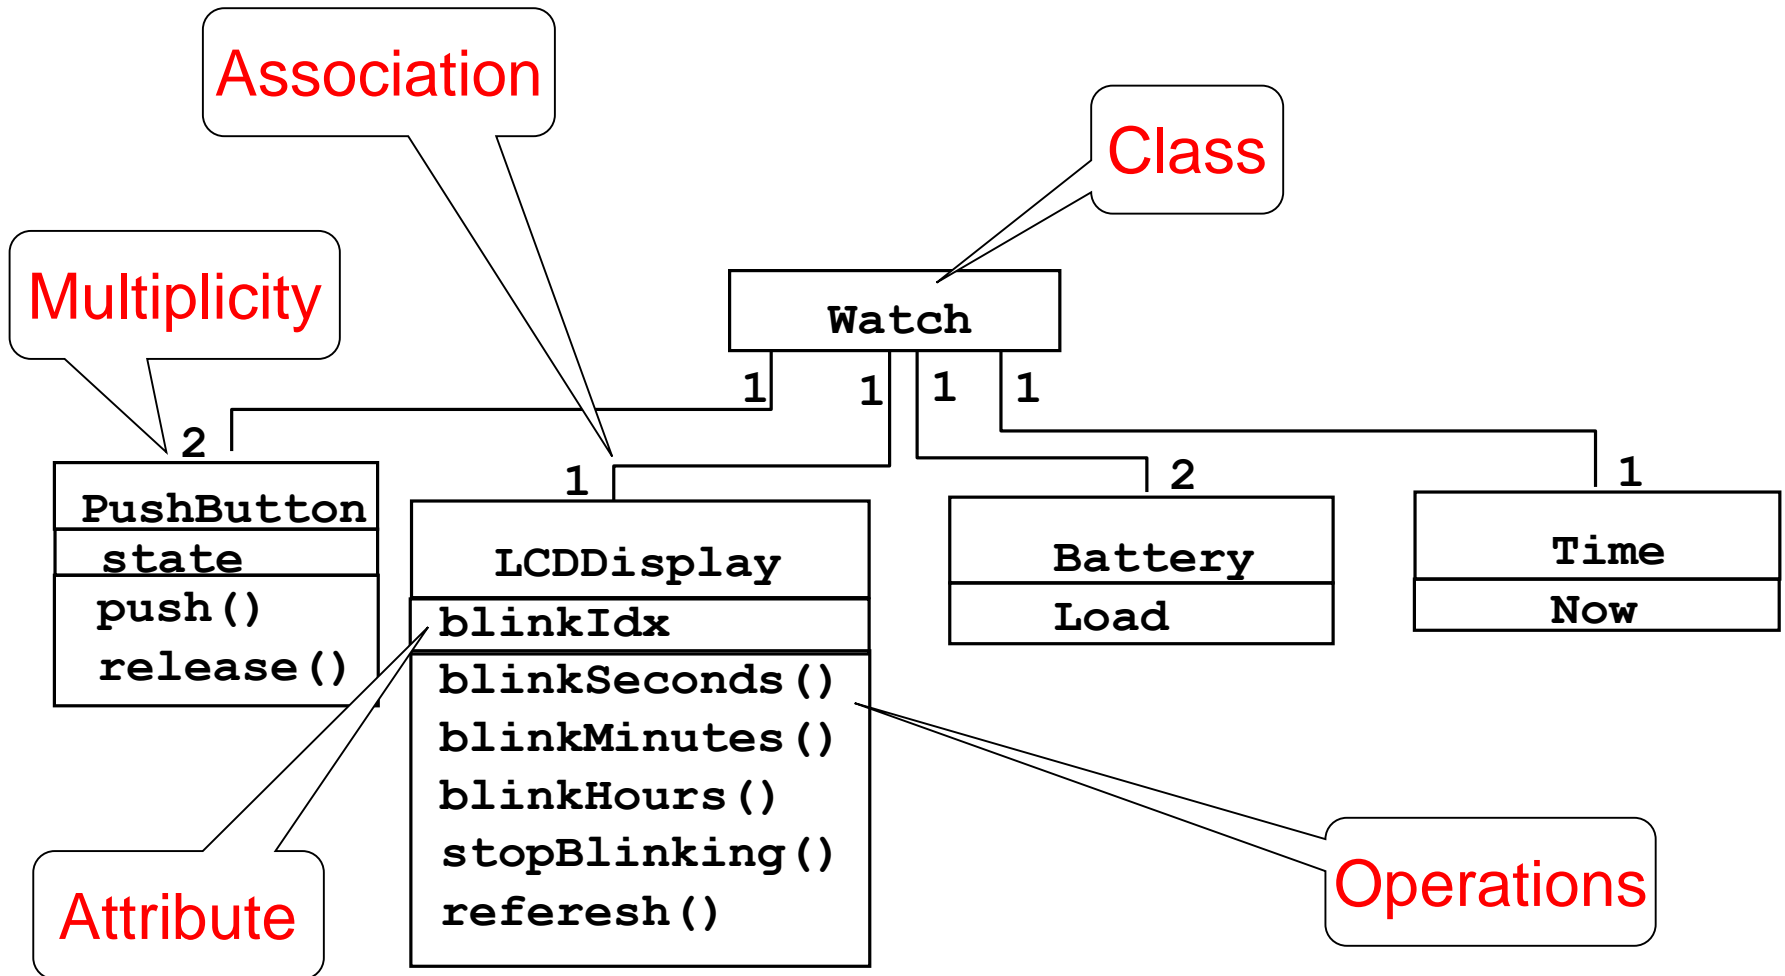 Association
Class
Multiplicity
Watch
1
1
1
1
2
1
2
1
PushButton
state
push()
release()
LCDDisplay
blinkIdx
blinkSeconds()
blinkMinutes()
blinkHours()
stopBlinking()
referesh()
Battery
Load
Time
Now
Attribute
Operations